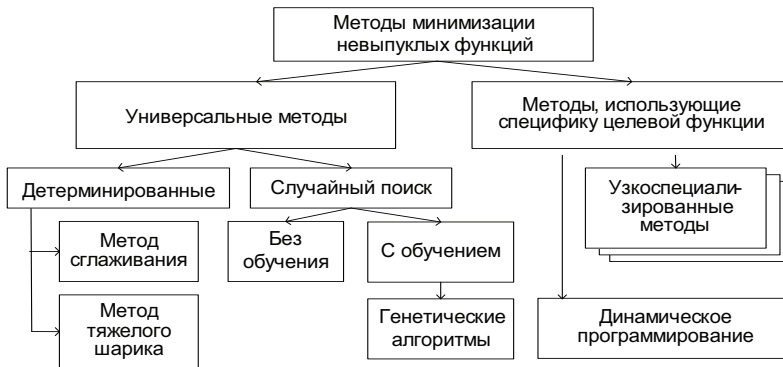 Методы минимизации
невыпуклых функций
Универсальные методы
Методы, использующие
специфику целевой функции
Детерминированные
Случайный поиск
Узкоспециали-
зированные
методы
Метод
сглаживания
Без
обучения
С обучением
Метод
тяжелого
шарика
Генетические
алгоритмы
Динамическое
программирование